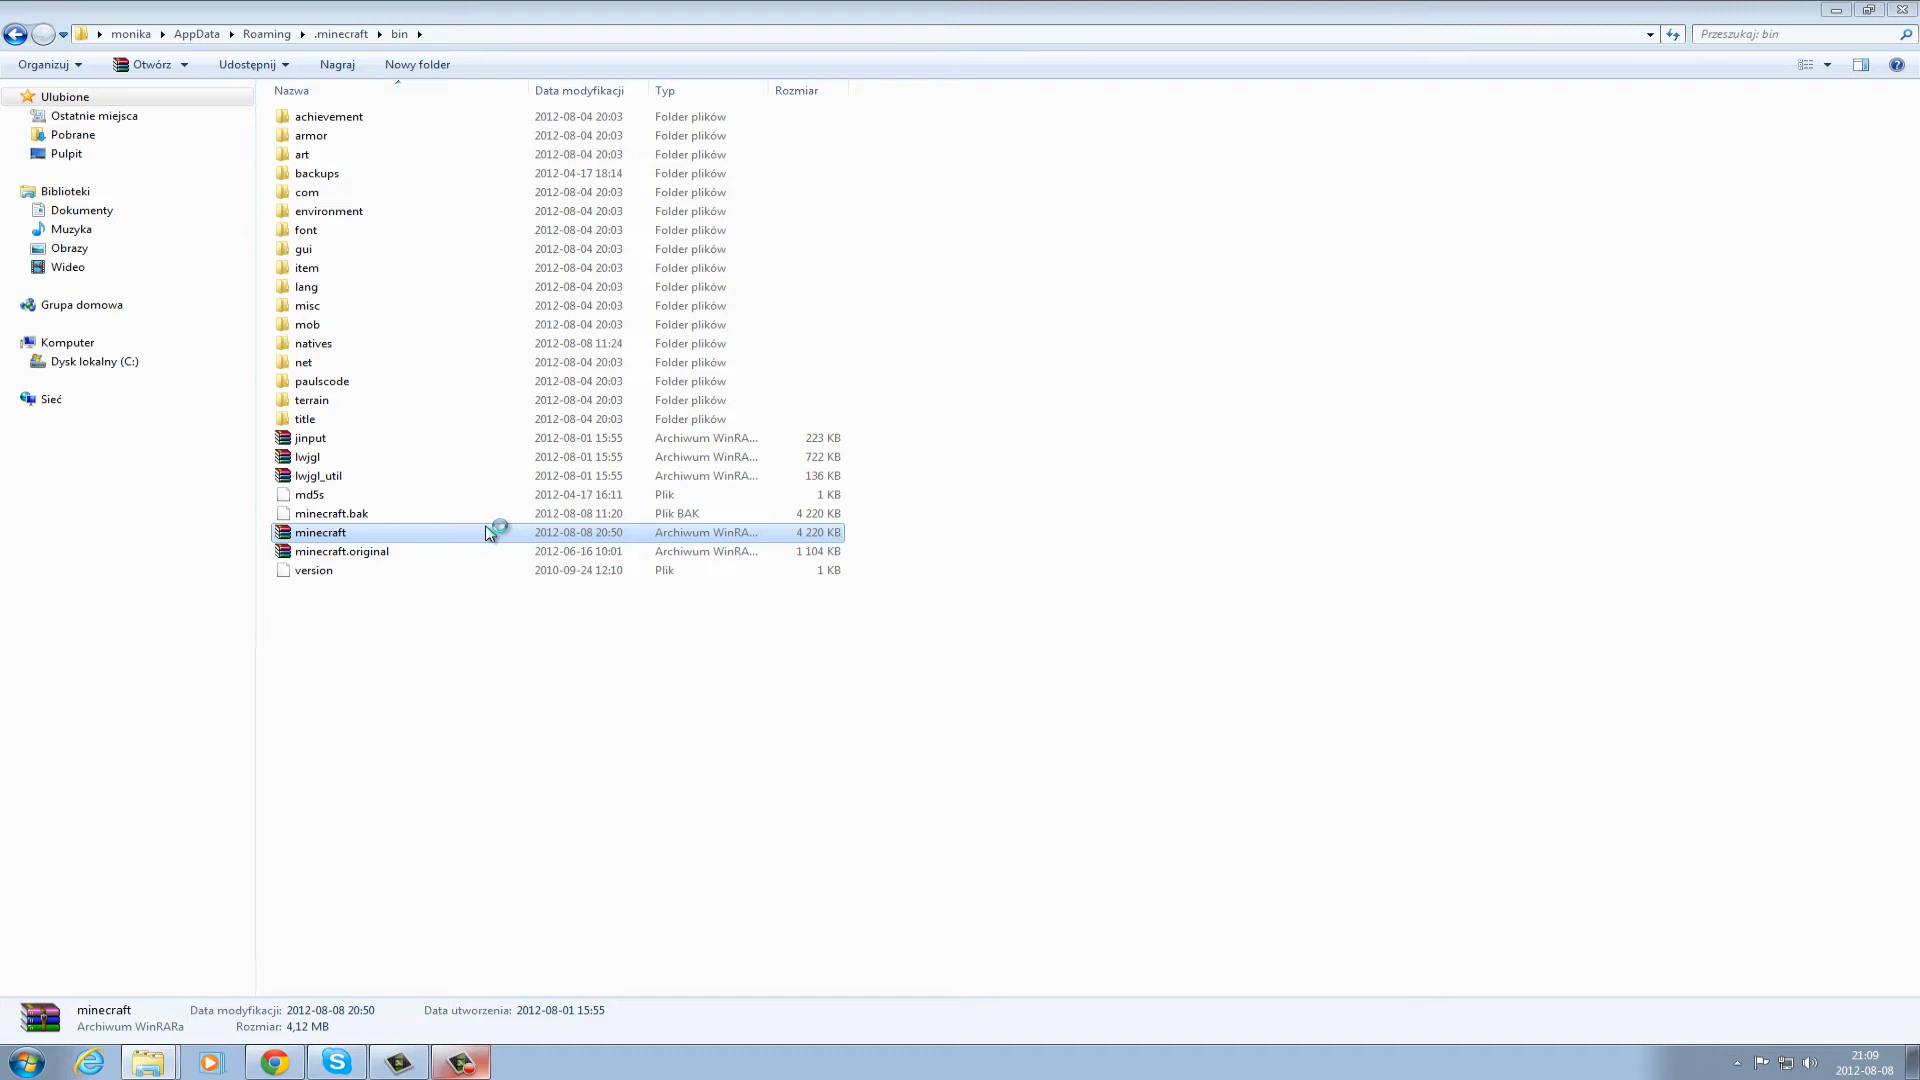 monika AppData Roaming .minecraft bin
Przeszukaj: bin
Organizuj Otwórz Udostępnij Nagraj Nowy folder
Nazwa Data modyfikacji Typ Rozmiar
Ulubione
Ostatnie miejsca
Pobrane
Pulpit
Biblioteki
Dokumenty
Muzyka
Obrazy
Wideo
Grupa domowa
Komputer
Dysk lokalny (C:)
Sieć
achievement 2012-08-04 20:03 Folder plików
armor 2012-08-04 20:03 Folder plików
art 2012-08-04 20:03 Folder plików
backups 2012-04-17 18:14 Folder plików
com 2012-08-04 20:03 Folder plików
environment 2012-08-04 20:03 Folder plików
font 2012-08-04 20:03 Folder plików
gui 2012-08-04 20:03 Folder plików
item 2012-08-04 20:03 Folder plików
lang 2012-08-04 20:03 Folder plików
misc 2012-08-04 20:03 Folder plików
mob 2012-08-04 20:03 Folder plików
natives 2012-08-08 11:24 Folder plików
net 2012-08-04 20:03 Folder plików
paulscode 2012-08-04 20:03 Folder plików
terrain 2012-08-04 20:03 Folder plików
title 2012-08-04 20:03 Folder plików
jinput 2012-08-01 15:55 Archiwum WinRA... 223 KB
lwjgl 2012-08-01 15:55 Archiwum WinRA... 722 KB
lwjgl_util 2012-08-01 15:55 Archiwum WinRA... 136 KB
md5s 2012-04-17 16:11 Plik 1 KB
minecraft.bak 2012-08-08 11:20 Plik BAK 4 220 KB
minecraft 2012-08-08 20:50 Archiwum WinRA... 4 220 KB
minecraft.original 2012-06-16 10:01 Archiwum WinRA... 1 104 KB
version 2010-09-24 12:10 Plik 1 KB
minecraft Data modyfikacji: 2012-08-08 20:50 Data utworzenia: 2012-08-01 15:55
Archiwum WinRARa Rozmiar: 4,12 MB
21:09
2012-08-08